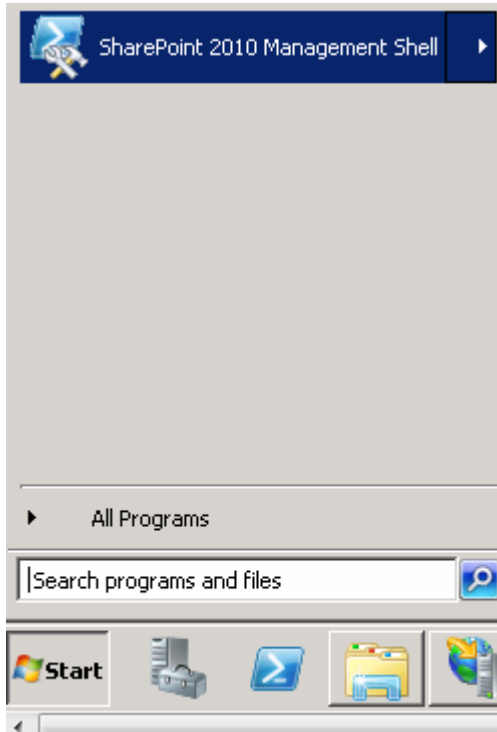 SharePoint 2010 Management Shell
All Programs
Search programs and files
Start